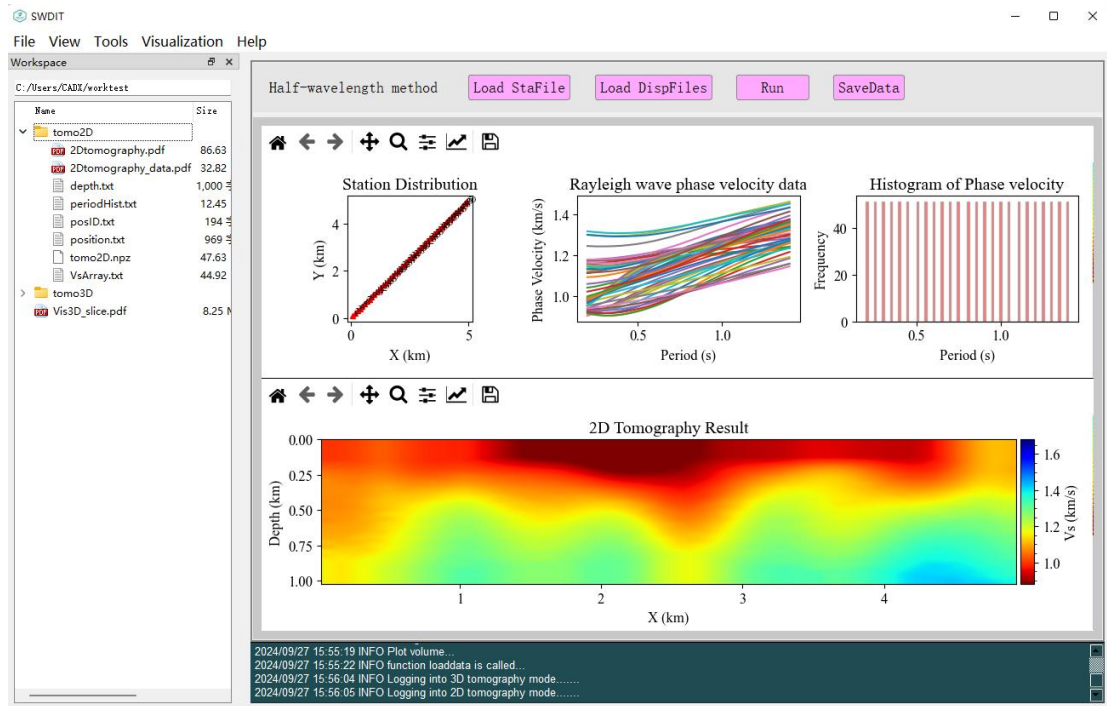 SWDIT
File View Tools Visualization Help
Workspace
C:/Users/CADX/worktest
Name Size
tomo2D
2Dtomography.pdf 86.63
2Dtomography_data.pdf 32.82
depth.txt 1,000
periodHist.txt 12.45
posID.txt 194
position.txt 969
tomo2D.npz 47.63
VsArray.txt 44.92
tomo3D
Vis3D_slice.pdf 8.25
Half-wavelength method Load StaFile Load DispFiles Run SaveData
Station Distribution
Y (km)
4
2
0
0 5
X (km)
Rayleigh wave phase velocity data
Phase Velocity (km/s)
1.4
1.2
1.0
0.5 1.0
Period (s)
Histogram of Phase velocity
Frequency
40
20
0
0.5 1.0
Period (s)
2D Tomography Result
Depth (km)
0.00
0.25
0.50
0.75
1.00
1 2 3 4
X (km)
1.6
1.4
1.2
1.0
Vs (km/s)
2024/09/27 15:55:19 INFO Plot volume...
2024/09/27 15:55:22 INFO function loaddata is called...
2024/09/27 15:56:04 INFO Logging into 3D tomography mode.......
2024/09/27 15:56:05 INFO Logging into 2D tomography mode.......